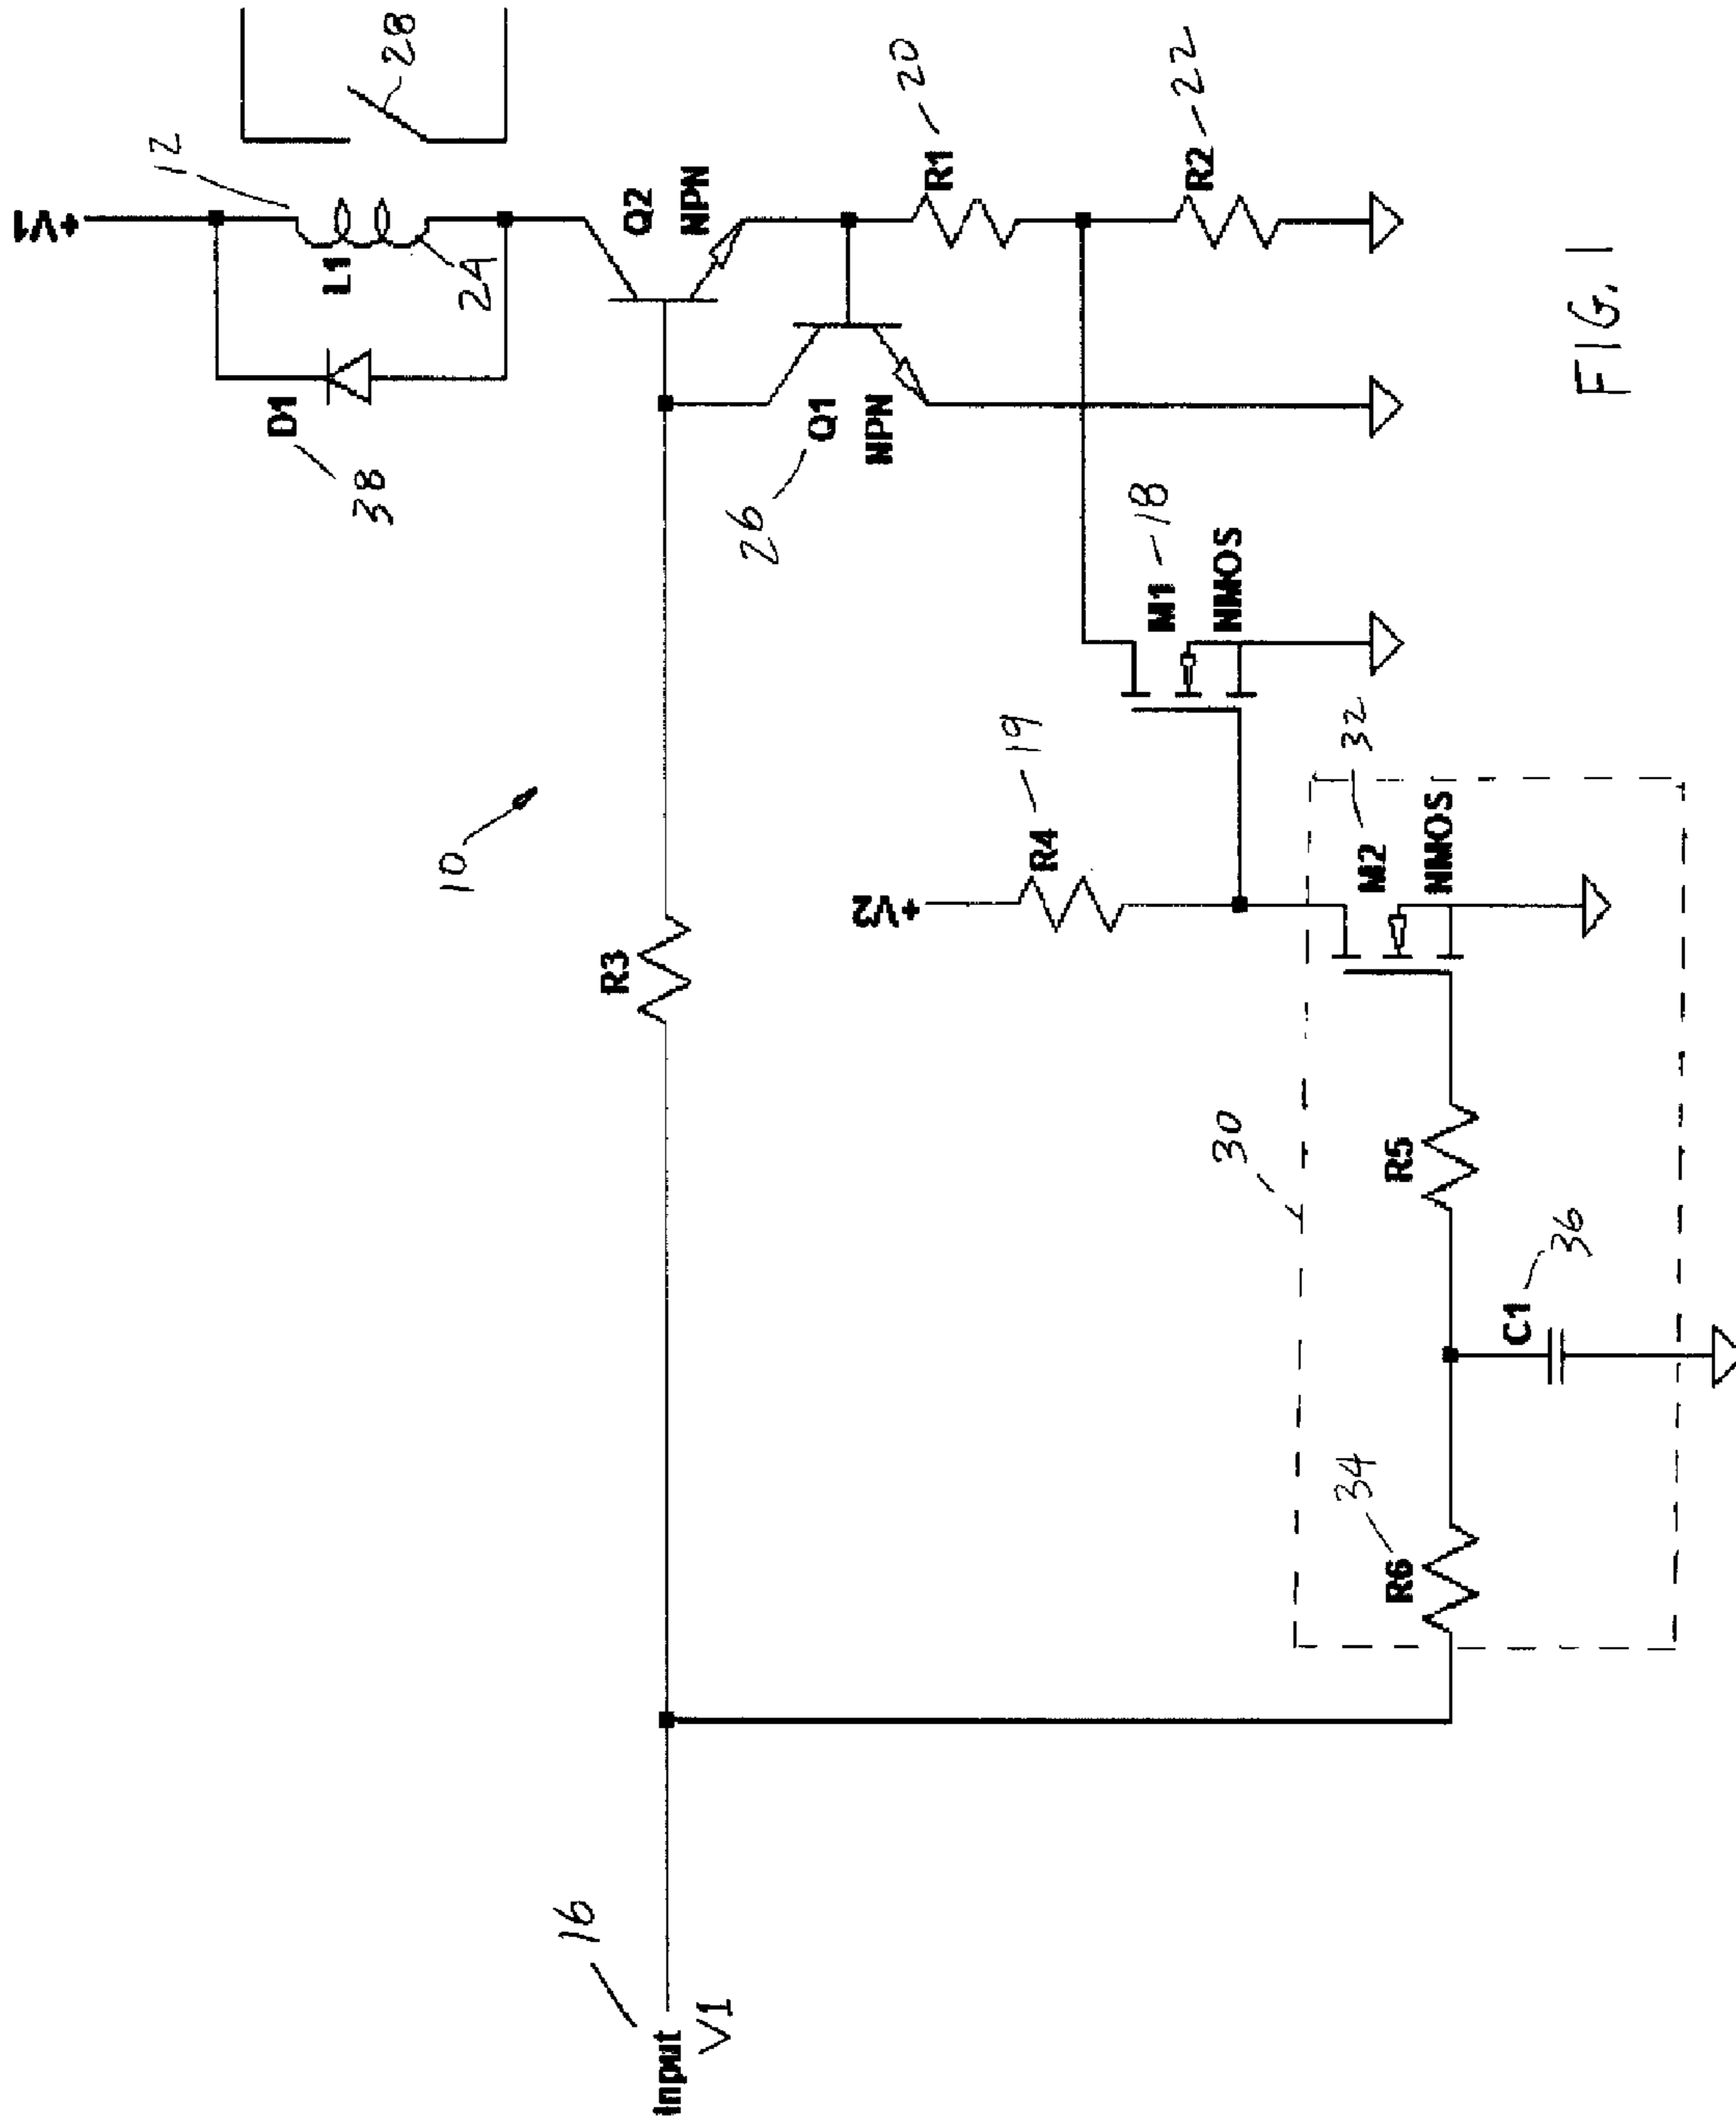 +V1
12
28
L1
24
D1
38
Q2
NPN
20
R1
Q1
NPN
26
22
R2
M1
18
NMOS
10
R3
19
R4
+V2
32
M2
NMOS
30
R5
C1
36
34
R6
16
Input
V1
FIG. 1